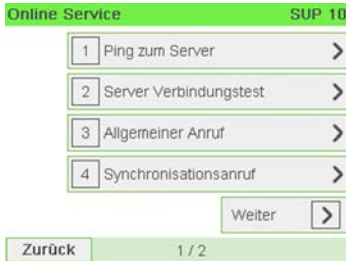 Online Service SUP 10
1 Ping zum Server
2 Server Verbindungstest
3 Allgemeiner Anruf
4 Synchronisationsanruf
Weiter
Zurück 1 / 2